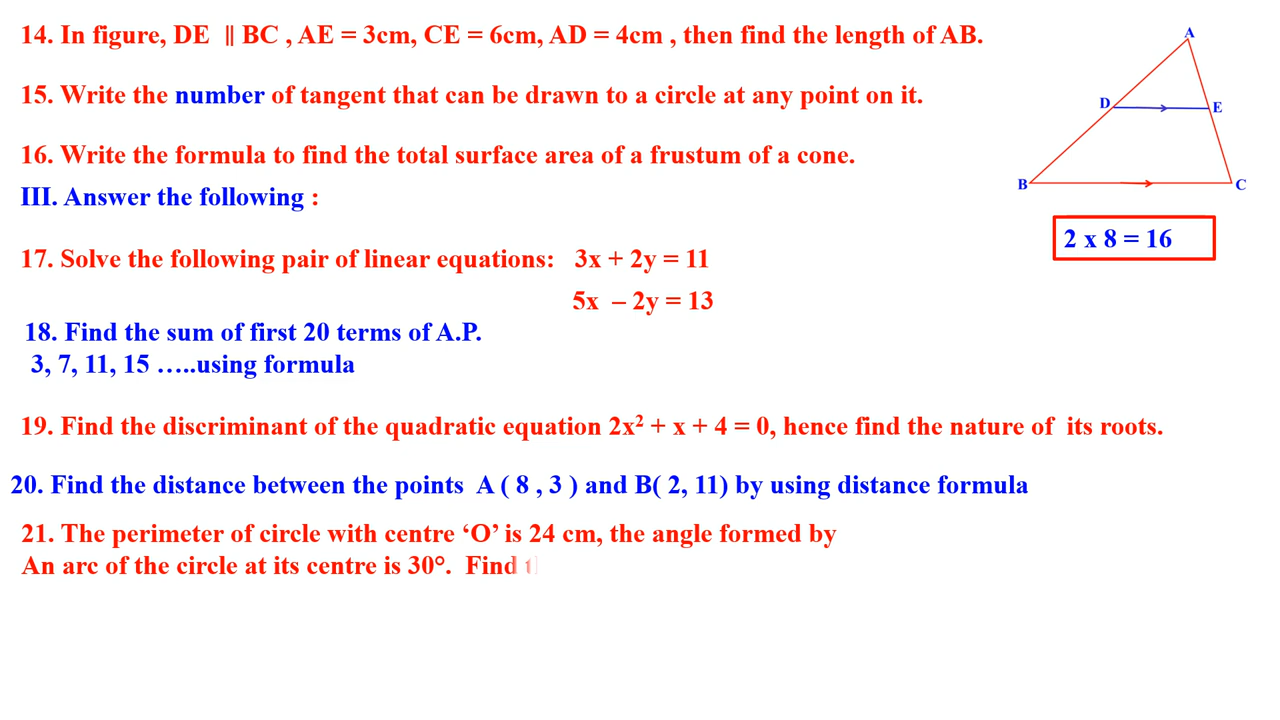 14. In figure, DE || BC , AE = 3cm, CE = 6cm, AD = 4cm , then find the length of AB.
A
D
E
B
C
15. Write the number of tangent that can be drawn to a circle at any point on it.
16. Write the formula to find the total surface area of a frustum of a cone.
III. Answer the following :
2 x 8 = 16
17. Solve the following pair of linear equations: 3x + 2y = 11
5x – 2y = 13
18. Find the sum of first 20 terms of A.P.
3, 7, 11, 15 …..using formula
19. Find the discriminant of the quadratic equation 2x² + x + 4 = 0, hence find the nature of its roots.
20. Find the distance between the points A ( 8 , 3 ) and B( 2, 11) by using distance formula
21. The perimeter of circle with centre ‘O’ is 24 cm, the angle formed by
An arc of the circle at its centre is 30°. Find